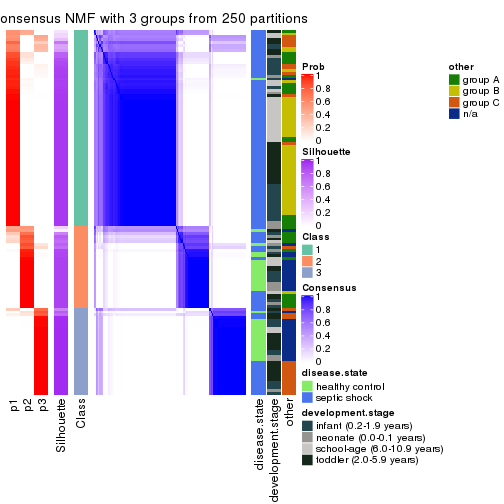 onsensus NMF with 3 groups from 250 partitions
Prob
1
0.8
0.6
0.4
0.2
0
Silhouette
1
0.8
0.6
0.4
0.2
0
Class
1
2
3
Consensus
1
0.8
0.6
0.4
0.2
0
disease.state
healthy control
septic shock
development.stage
infant (0.2-1.9 years)
neonate (0.0-0.1 years)
school-age (6.0-10.9 years)
toddler (2.0-5.9 years)
other
group A
group B
group C
n/a
p1
p2
p3
Silhouette
Class
disease.state
development.stage
other